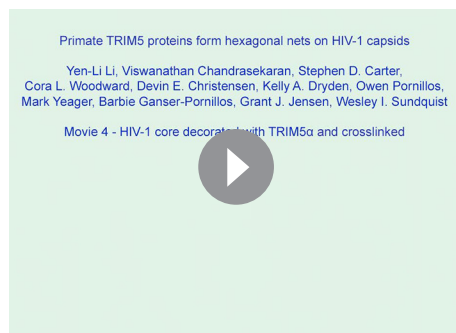 Primate TRIM5 proteins form hexagonal nets on HIV-1 capsids
Yen-Li Li, Viswanathan Chandrasekaran, Stephen D. Carter,
Cora L. Woodward, Devin E. Christensen, Kelly A. Dryden, Owen Pornillos,
Mark Yeager, Barbie Ganser-Pornillos, Grant J. Jensen, Wesley I. Sundquist
Movie 4 - HIV-1 core with TRIM5α and crosslinked